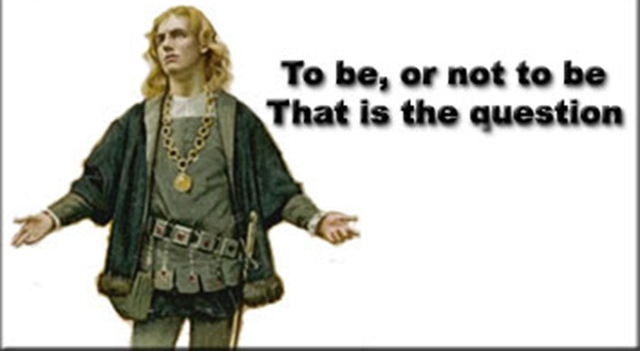 To be, or not to be
That is the question